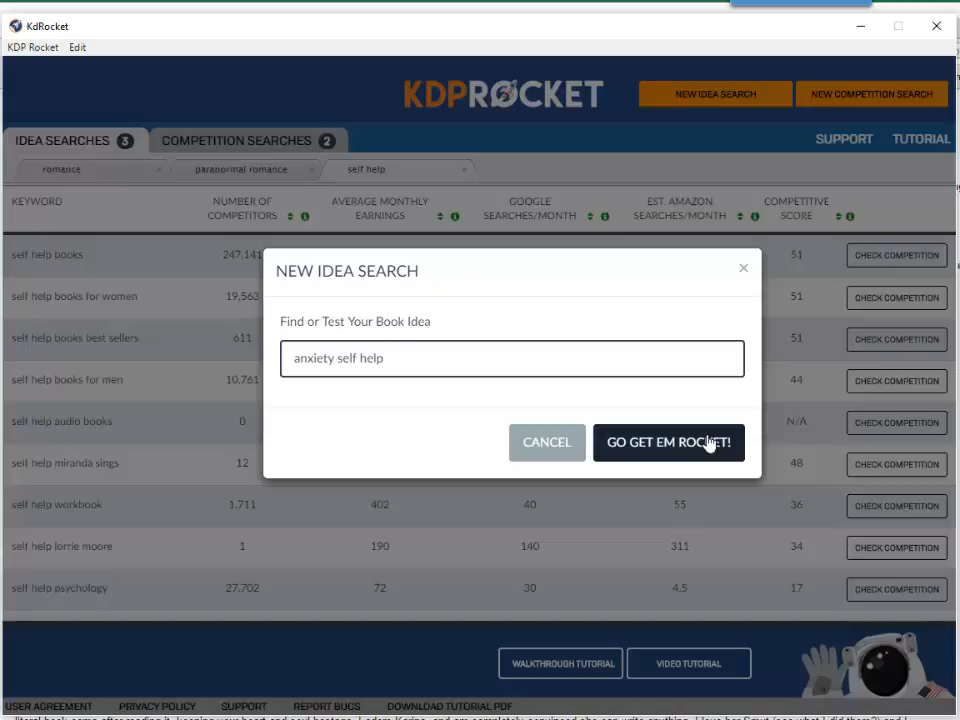 KdRocket
KDP Rocket Edit
KDPROCKET
NEW IDEA SEARCH NEW COMPETITION SEARCH
IDEA SEARCHES 3 COMPETITION SEARCHES 2 SUPPORT TUTORIAL
romance × paranormal romance × self help ×
KEYWORD NUMBER OF COMPETITORS AVERAGE MONTHLY EARNINGS GOOGLE SEARCHES/MONTH EST. AMAZON SEARCHES/MONTH COMPETITIVE SCORE
self help books 247,141 51 CHECK COMPETITION
self help books for women 19,563 51 CHECK COMPETITION
self help books best sellers 611 51 CHECK COMPETITION
self help books for men 10,761 44 CHECK COMPETITION
self help audio books 0 N/A CHECK COMPETITION
self help miranda sings 12 48 CHECK COMPETITION
self help workbook 1,711 402 40 55 36 CHECK COMPETITION
self help lorrie moore 1 190 140 311 34 CHECK COMPETITION
self help psychology 27,702 72 30 4.5 17 CHECK COMPETITION
NEW IDEA SEARCH ×
Find or Test Your Book Idea
anxiety self help
CANCEL GO GET EM ROCKET!
WALKTHROUGH TUTORIAL VIDEO TUTORIAL
USER AGREEMENT PRIVACY POLICY SUPPORT REPORT BUGS DOWNLOAD TUTORIAL PDF